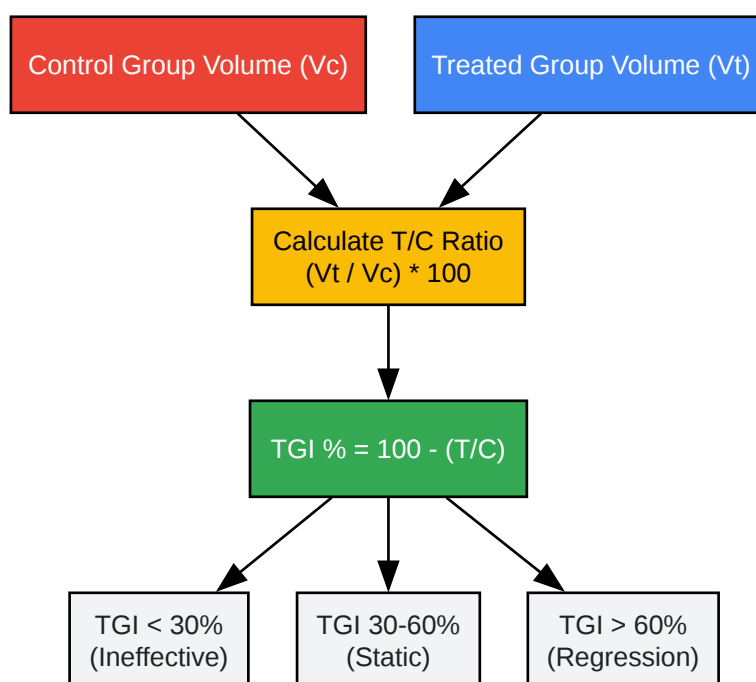 Control Group Volume (Vc)
Treated Group Volume (Vt)
Calculate T/C Ratio
(Vt / Vc) * 100
TGI % = 100 - (T/C)
TGI < 30%
(Ineffective)
TGI 30-60%
(Static)
TGI > 60%
(Regression)